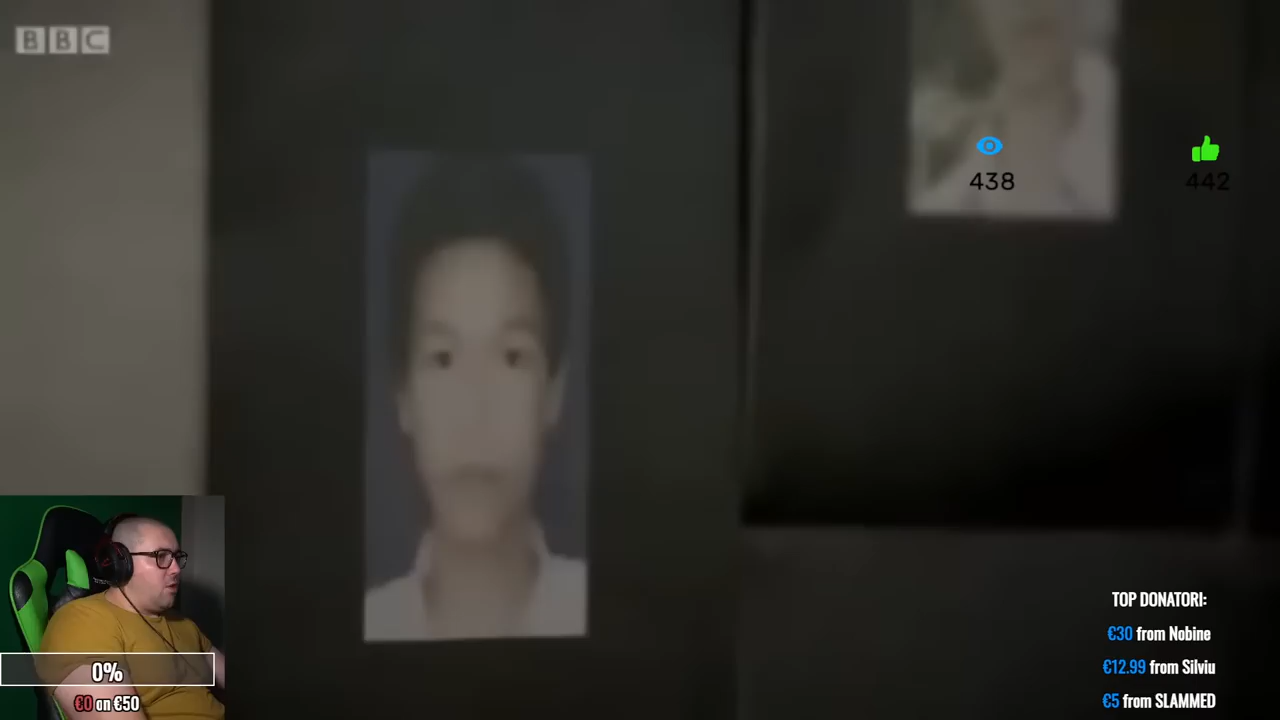 BBC
438
442
TOP DONATORI:
€30 from Nobine
€12.99 from Silviu
€5 from SLAMMED
0%
€0 on €50